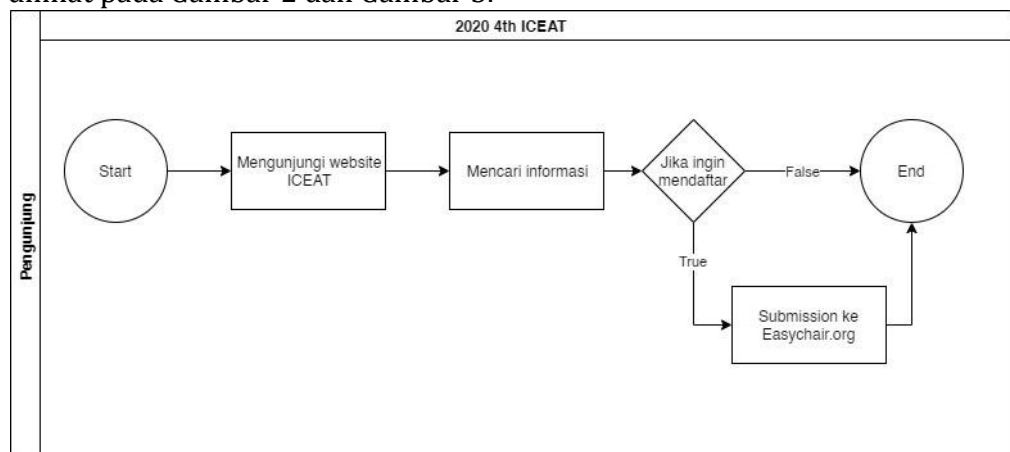 2020 4th ICEAT
Pengunjung
Start
Mengunjungi website
ICEAT
Mencari informasi
Jika ingin
mendaftar
False
End
True
Submission ke
Easychair.org